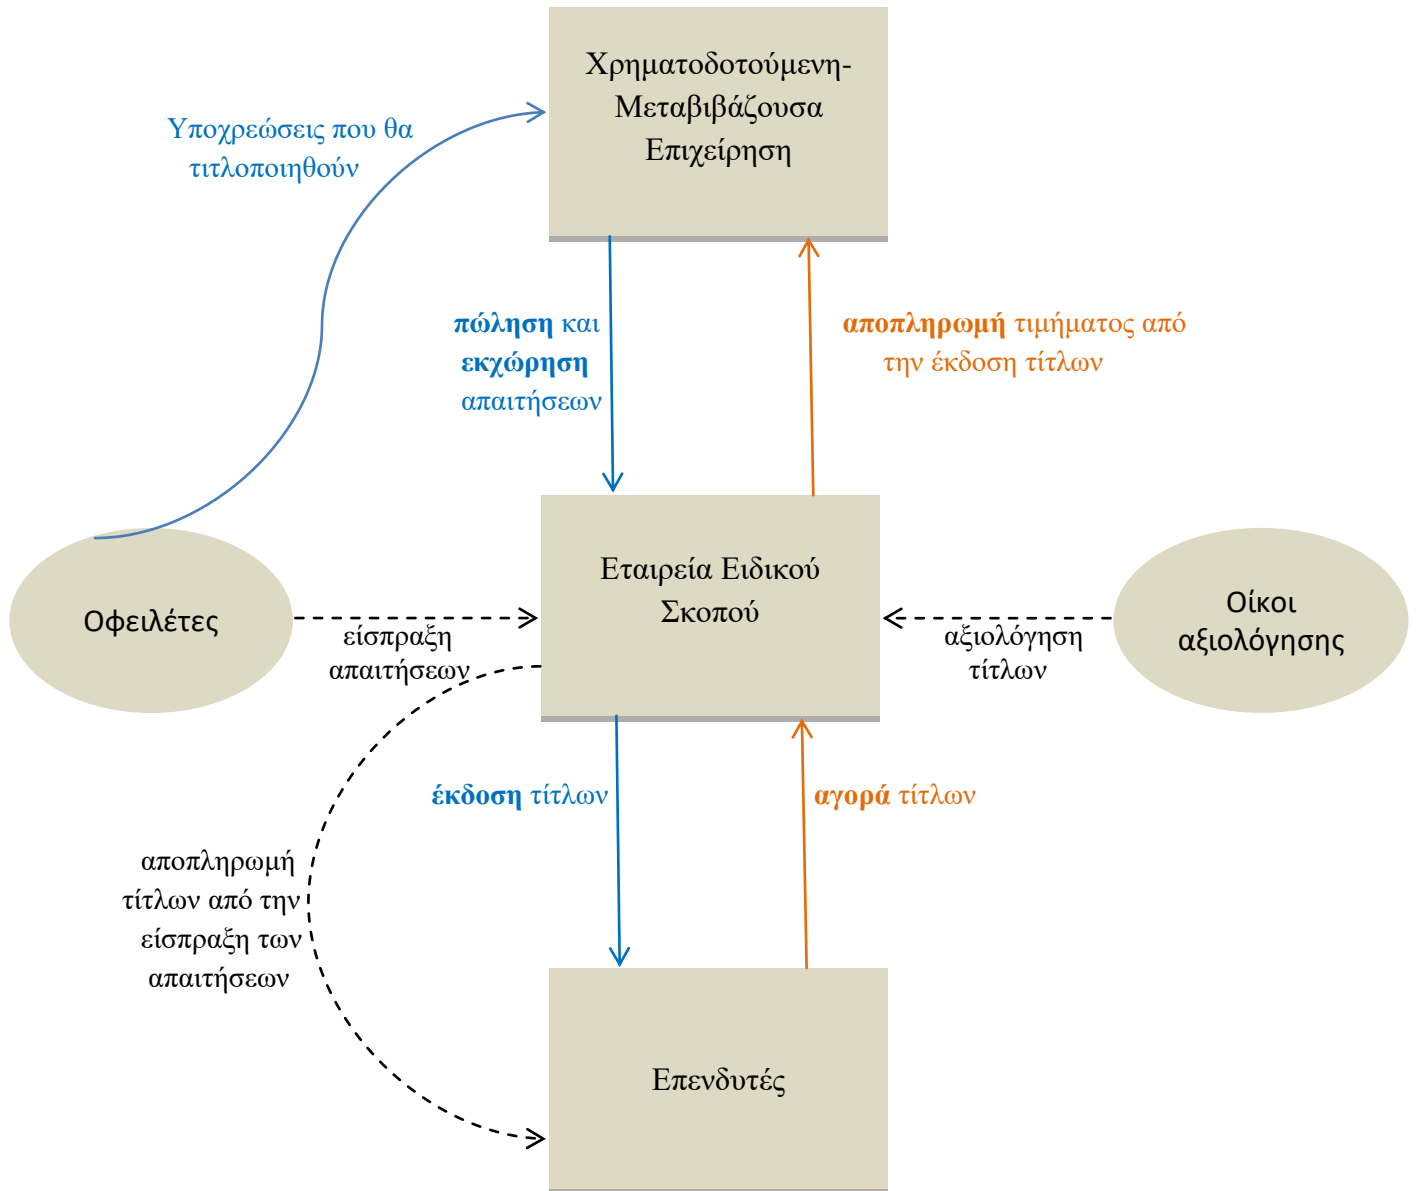 Χρηματοδοτούμενη-
Μεταβιβάζουσα
Επιχείρηση
Υποχρεώσεις που θα
τιτλοποιηθούν
πώληση και
εκχώρηση
απαιτήσεων
αποπληρωμή τιμήματος από
την έκδοση τίτλων
Οφειλέτες
είσπραξη
απαιτήσεων
Εταιρεία Ειδικού
Σκοπού
αξιολόγηση
τίτλων
Οίκοι
αξιολόγησης
έκδοση τίτλων
αγορά τίτλων
αποπληρωμή
τίτλων από την
είσπραξη των
απαιτήσεων
Επενδυτές